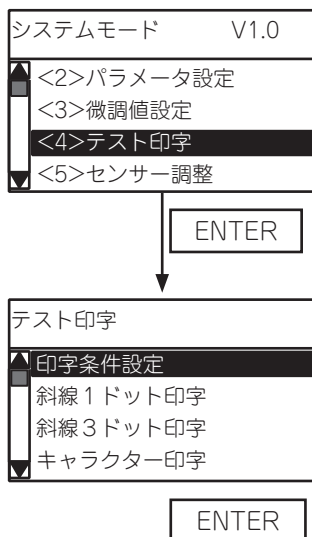 システムモード V1.0
<2>パラメータ設定
<3>微調値設定
<4>テスト印字
<5>センサー調整
ENTER
テスト印字
印字条件設定
斜線１ドット印字
斜線３ドット印字
キャラクター印字
ENTER